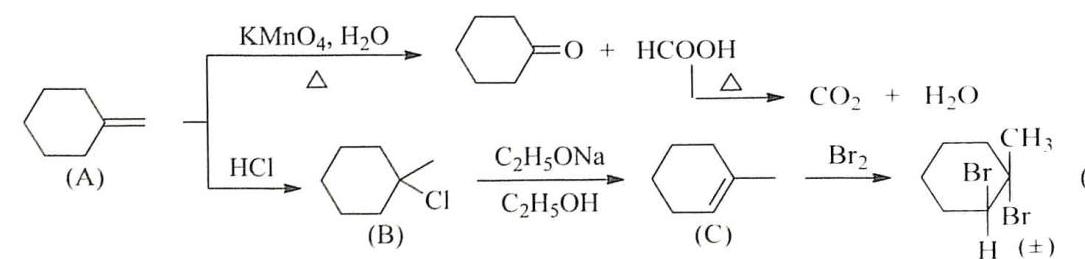 KMnO₄, H₂O
△
O + HCOOH
△
CO₂ + H₂O
(A)
HCl
Cl
(B)
C₂H₅ONa
C₂H₅OH
(C)
Br₂
CH₃
Br
Br
H
(±)
(